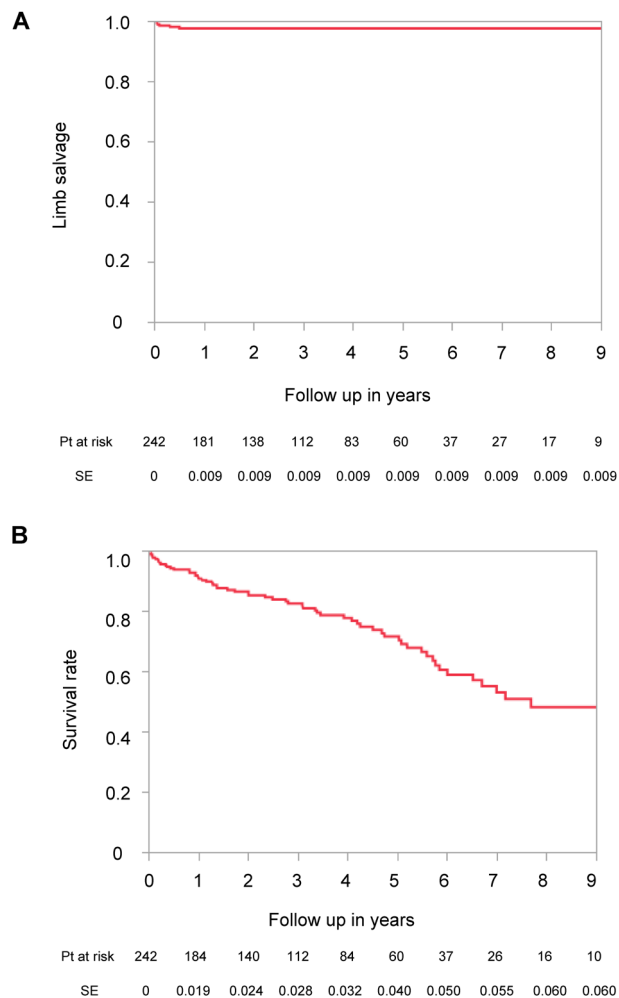 A
1.0
0.8
0.6
0.4
0.2
0
Limb salvage
0 1 2 3 4 5 6 7 8 9
Follow up in years
Pt at risk 242 181 138 112 83 60 37 27 17 9
SE 0 0.009 0.009 0.009 0.009 0.009 0.009 0.009 0.009 0.009
B
1.0
0.8
0.6
0.4
0.2
0
Survival rate
0 1 2 3 4 5 6 7 8 9
Follow up in years
Pt at risk 242 184 140 112 84 60 37 26 16 10
SE 0 0.019 0.024 0.028 0.032 0.040 0.050 0.055 0.060 0.060